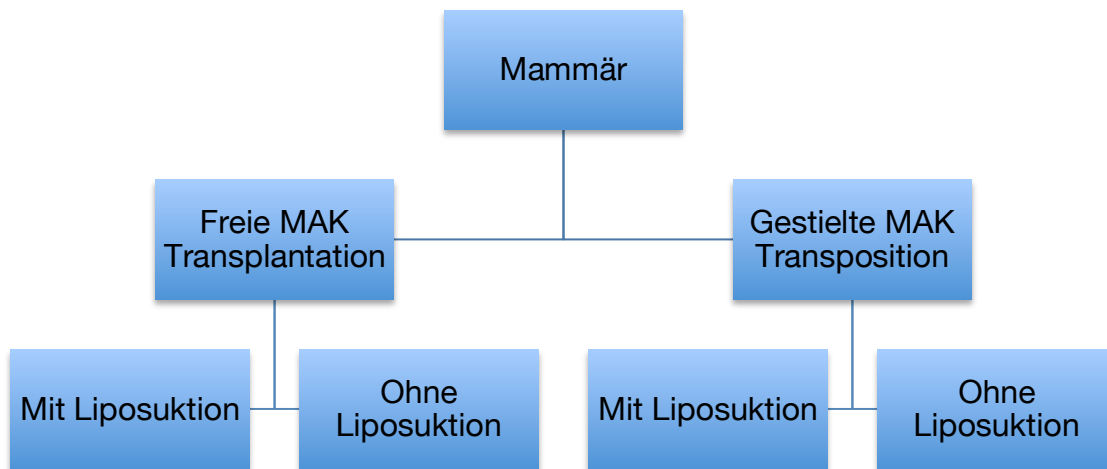 Mammär
Freie MAK
Transplantation
Gestielte MAK
Transposition
Mit Liposuktion
Ohne
Liposuktion
Mit Liposuktion
Ohne
Liposuktion